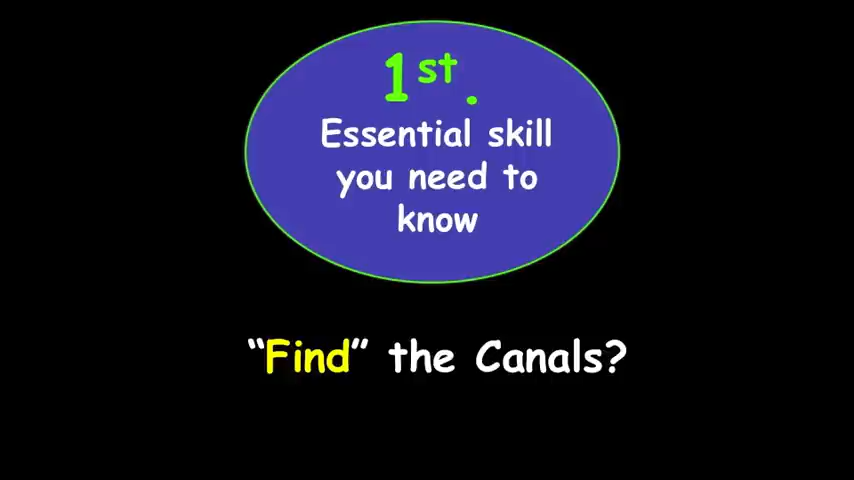 1st.
Essential skill
you need to
know
“Find” the Canals?